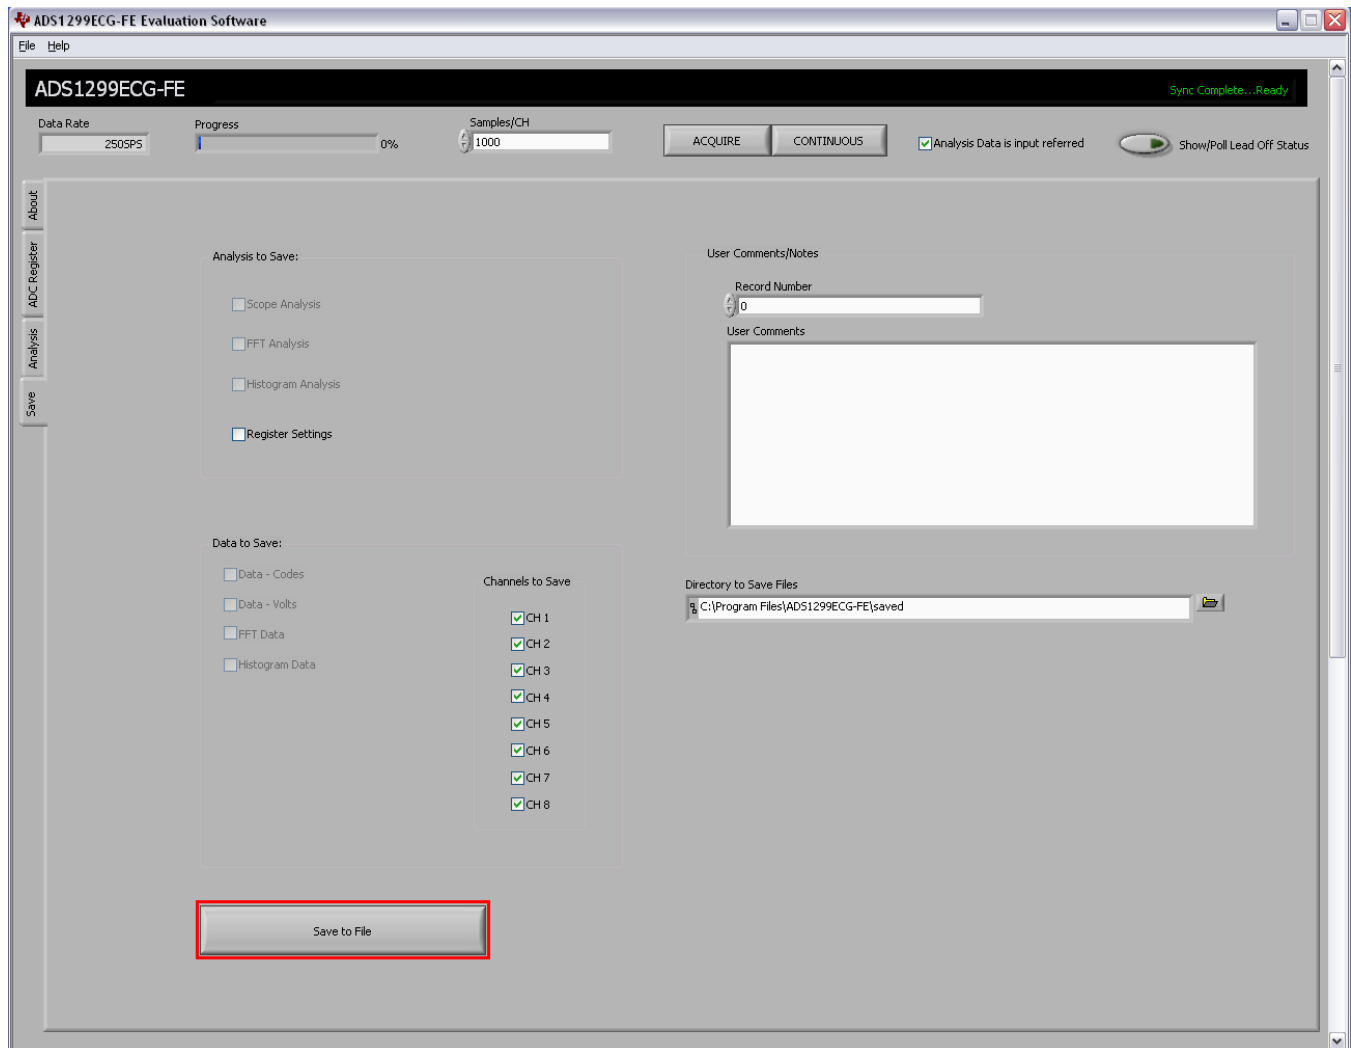 ADS1299ECG-FE Evaluation Software
File Help
ADS1299ECG-FE
Sync Complete...Ready
Data Rate
250SPS
Progress
0%
Samples/CH
1000
ACQUIRE
CONTINUOUS
Analysis Data is input referred
Show/Poll Lead Off Status
About
ADC Register
Analysis
Save
Analysis to Save:
Scope Analysis
FFT Analysis
Histogram Analysis
Register Settings
User Comments/Notes
Record Number
0
User Comments
Data to Save:
Data - Codes
Data - Volts
FFT Data
Histogram Data
Channels to Save
CH 1
CH 2
CH 3
CH 4
CH 5
CH 6
CH 7
CH 8
Directory to Save Files
C:\Program Files\ADS1299ECG-FE\saved
Save to File